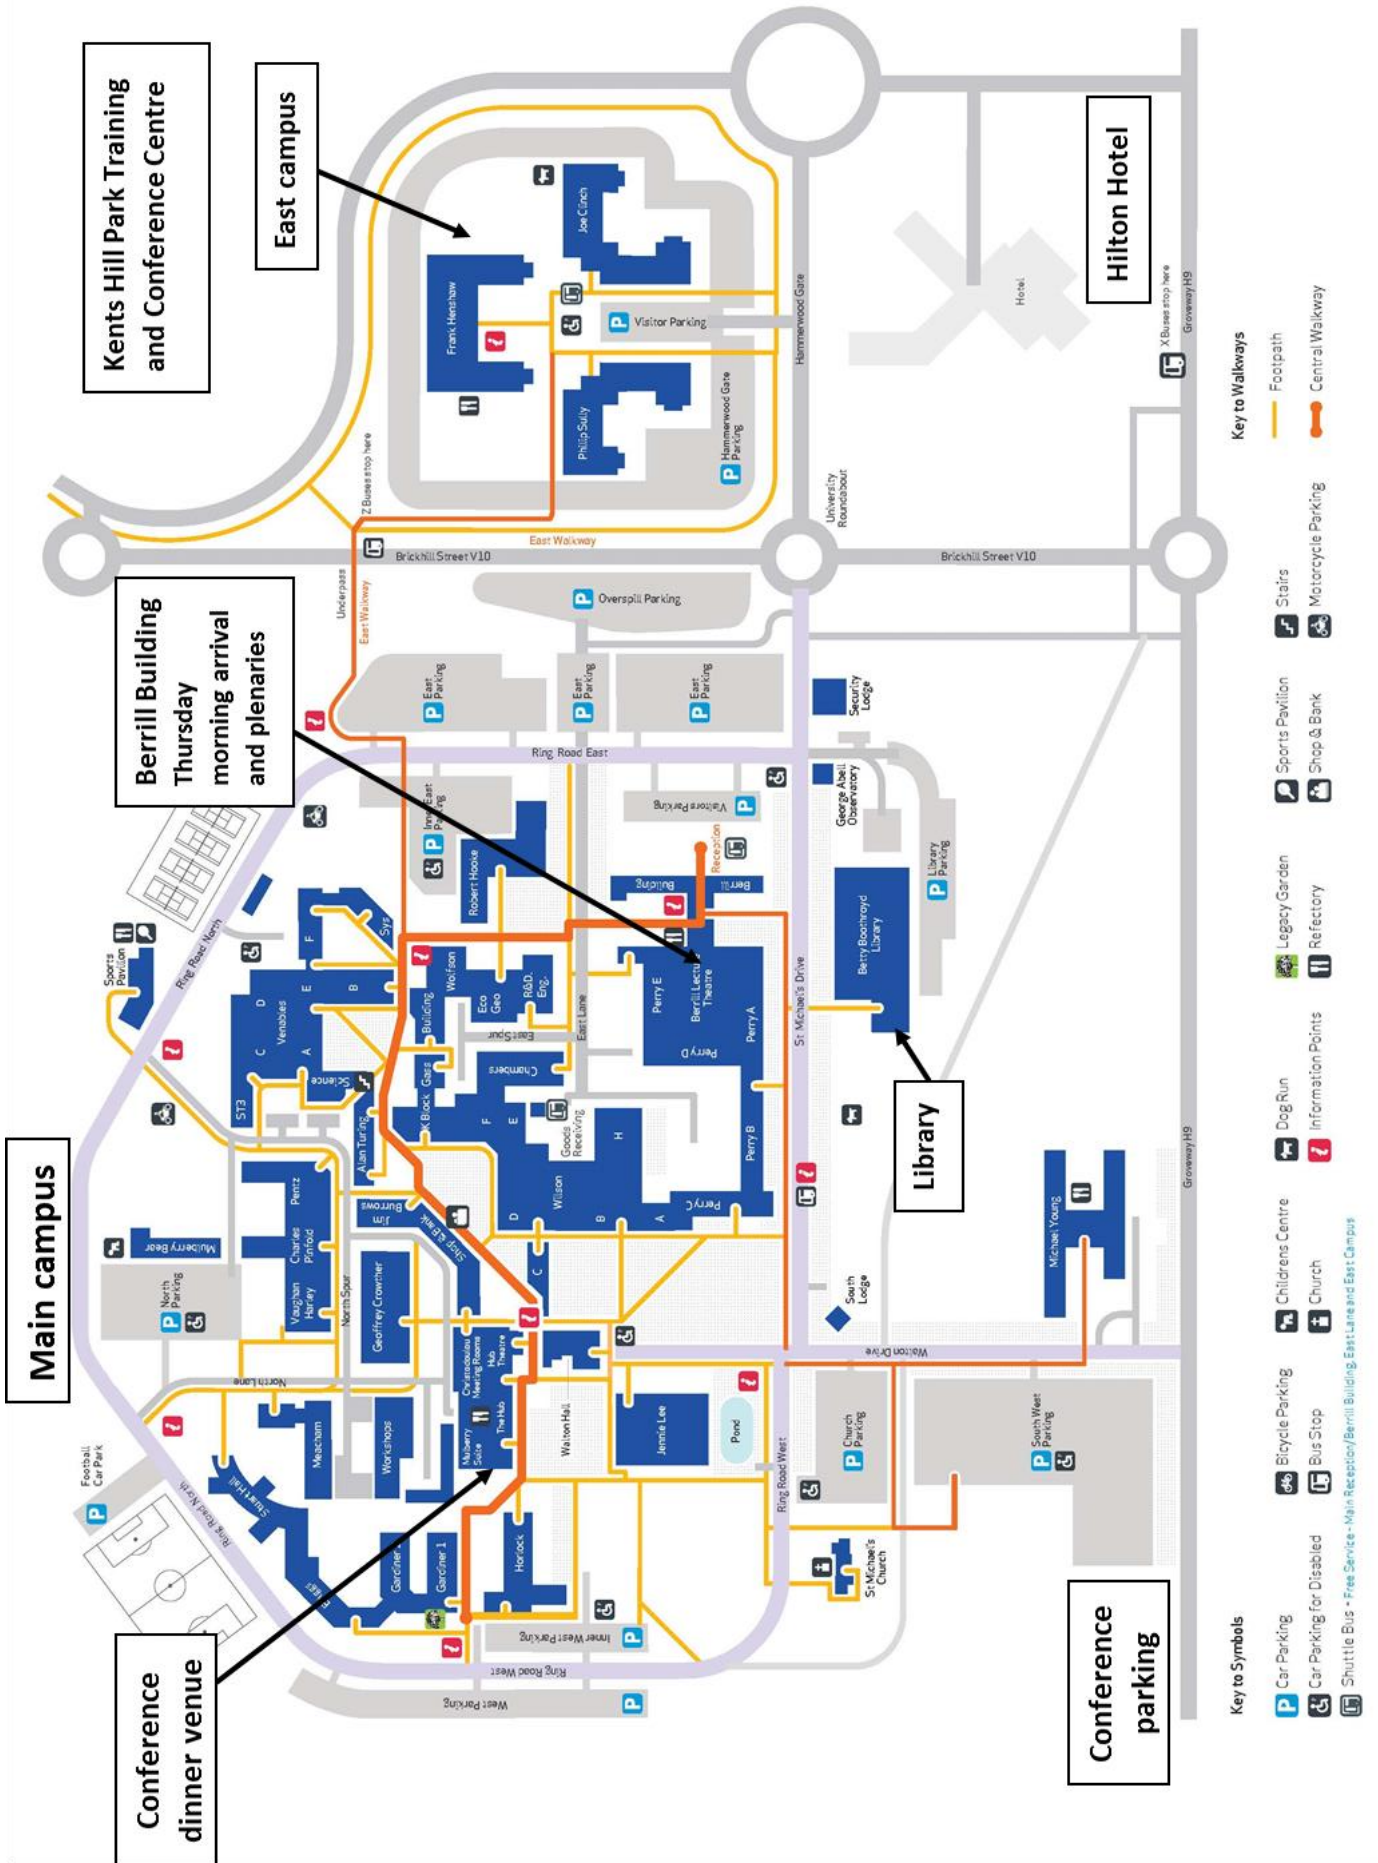 Main campus
Kents Hill Park Training
and Conference Centre
East campus
Berrill Building
Thursday
morning arrival
and plenaries
Conference
dinner venue
Library
Hilton Hotel
Conference
parking
Football
Car Park
Ring Road North
Ring Road North
North
Parking
Mulberry Bear
Sports
Pavilion
Vaughan
Harley
Charles
Pinfold
Pentz
North Spur
North Lane
Geoffrey Crowther
Jim
Burrows
Shop & Bank
Alan Turing
ST3
Science
C
D
Venables
A
E
B
F
Sys
Stuart Hall
Biggs
Meacham
Workshops
Gardiner 2
Gardiner 1
Horlock
Mulberry
Suite
The Hub
Christodoulou
Meeting Rooms
Hub
Theatre
Walton Hall
C
D
Wilson
B
A
F
E
H
K Block
Gass
Building
Wolfson
Eco
Geo
R&D.
Eng.
East Spur
Chambers
Goods
Receiving
East Lane
Robert Hooke
Inner East
Parking
Perry E
Berrill Lecture
Theatre
Perry D
Perry A
Perry B
Perry C
Berrill
Building
Reception
Visitors Parking
Ring Road East
East
Parking
East
Parking
East
Parking
Overspill Parking
Underpass
East Walkway
East Walkway
Z Buses stop here
Brickhill Street V10
Brickhill Street V10
Frank Henshaw
Joe Clinch
Philip Sully
Visitor Parking
Hammerwood Gate
Parking
Hammerwood Gate
University
Roundabout
Hotel
X Buses stop here
Groveway H9
Groveway H9
Security
Lodge
George Abell
Observatory
Library
Parking
Betty Boothroyd
Library
St Michael's Drive
South
Lodge
Walton Drive
Michael Young
Jennie Lee
Pond
Ring Road West
Ring Road West
West Parking
Inner West Parking
Church
Parking
South West
Parking
St Michael's
Church
Key to Symbols
Car Parking
Car Parking for Disabled
Shuttle Bus - Free Service - Main Reception/Berrill Building, East Lane and East Campus
Bicycle Parking
Bus Stop
Childrens Centre
Church
Dog Run
Information Points
Legacy Garden
Refectory
Sports Pavilion
Shop & Bank
Stairs
Motorcycle Parking
Key to Walkways
Footpath
Central Walkway